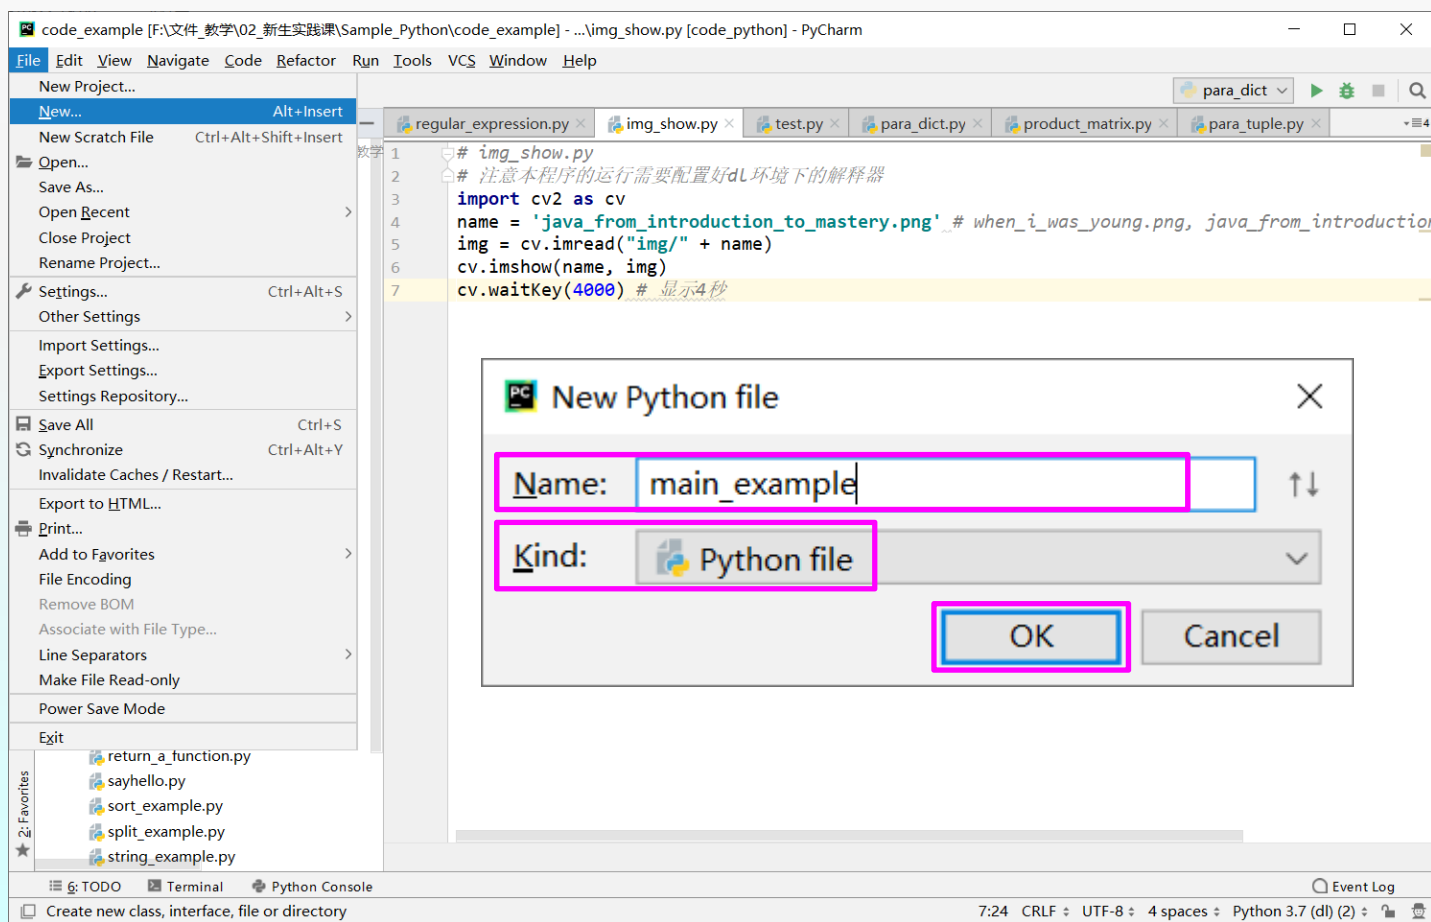 code_example [F:\文件_教学\02_新生实践课\Sample_Python\code_example] - ...\img_show.py [code_python] - PyCharm
File Edit View Navigate Code Refactor Run Tools VCS Window Help
para_dict
New Project...
New... Alt+Insert
New Scratch File Ctrl+Alt+Shift+Insert
Open...
Save As...
Open Recent
Close Project
Rename Project...
Settings... Ctrl+Alt+S
Other Settings
Import Settings...
Export Settings...
Settings Repository...
Save All Ctrl+S
Synchronize Ctrl+Alt+Y
Invalidate Caches / Restart...
Export to HTML...
Print...
Add to Favorites
File Encoding
Remove BOM
Associate with File Type...
Line Separators
Make File Read-only
Power Save Mode
Exit
教学
regular_expression.py img_show.py test.py para_dict.py product_matrix.py para_tuple.py 4
1 # img_show.py
2 # 注意本程序的运行需要配置好dl环境下的解释器
3 import cv2 as cv
4 name = 'java_from_introduction_to_mastery.png' # when_i_was_young.png, java_from_introduction
5 img = cv.imread("img/" + name)
6 cv.imshow(name, img)
7 cv.waitKey(4000) # 显示4秒
PC New Python file
Name: main_example
Kind: Python file
OK Cancel
return_a_function.py
sayhello.py
sort_example.py
split_example.py
string_example.py
2: Favorites
6: TODO Terminal Python Console Event Log
Create new class, interface, file or directory 7:24 CRLF UTF-8 4 spaces Python 3.7 (dl) (2)